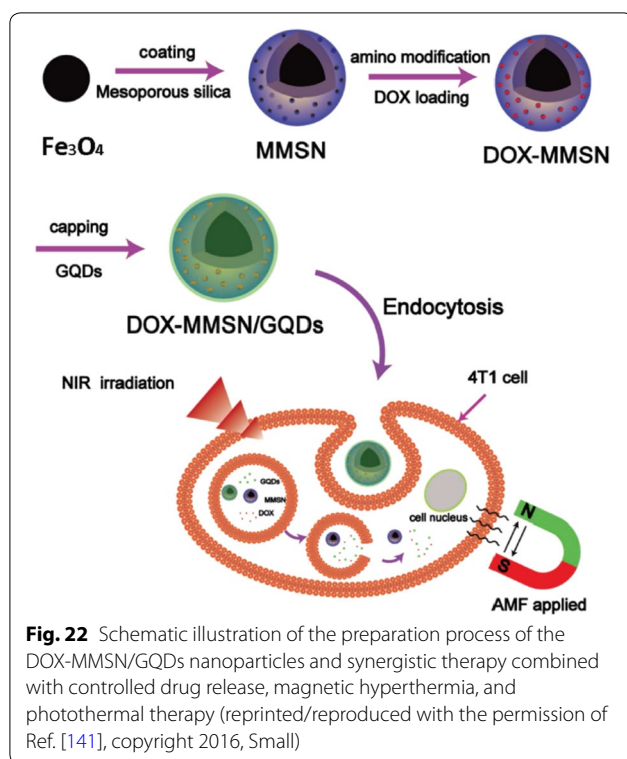 coating
Mesoporous silica
amino modification
DOX loading
Fe₃O₄
MMSN
DOX-MMSN
capping
GQDs
DOX-MMSN/GQDs
Endocytosis
NIR irradiation
4T1 cell
GQDs
MMSN
DOX
cell nucleus
N
S
AMF applied
Fig. 22 Schematic illustration of the preparation process of the
DOX-MMSN/GQDs nanoparticles and synergistic therapy combined
with controlled drug release, magnetic hyperthermia, and
photothermal therapy (reprinted/reproduced with the permission of
Ref. [141], copyright 2016, Small)